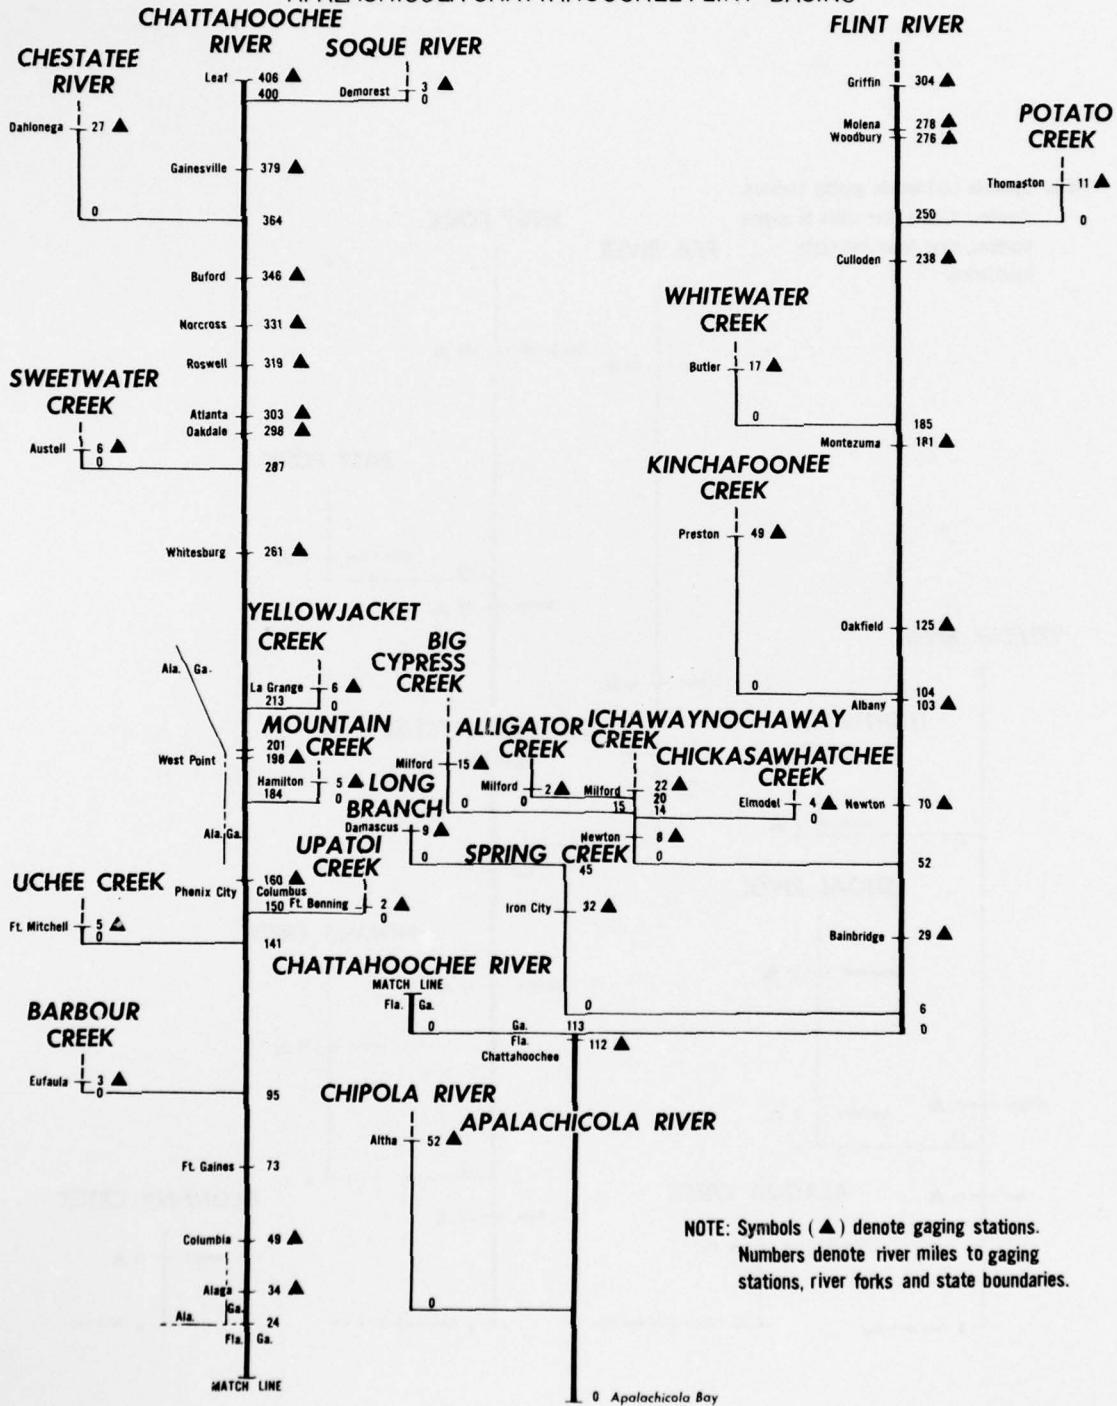 APALACHICOLA CHATTAHOOCHEE FLINT BASINS
CHATTAHOOCHEE
RIVER
Leaf 406 ▲
400
SOQUE RIVER
Demorest 3 ▲
0
CHESTATEE
RIVER
Dahlonega 27 ▲
0
Gainesville 379 ▲
364
Buford 346 ▲
Norcross 331 ▲
Roswell 319 ▲
SWEETWATER
CREEK
Austell 6 ▲
0
Atlanta 303 ▲
Oakdale 298 ▲
287
Whitesburg 261 ▲
YELLOWJACKET
CREEK
La Grange 6 ▲
213 0
Ala. Ga.
201
West Point 198 ▲
MOUNTAIN
CREEK
Hamilton 5 ▲
184 0
Ala. Ga.
UPATOI
CREEK
160 ▲
Phenix City Columbus
150 Ft. Benning 2 ▲
0
UCHEE CREEK
Ft. Mitchell 5 ▲
0
141
BARBOUR
CREEK
Eufaula 3 ▲
0
95
Ft. Gaines 73
Columbia 49 ▲
Alaga 34 ▲
Ga.
Ala. 24
Fla. Ga.
MATCH LINE
FLINT RIVER
Griffin 304 ▲
Molena 278 ▲
Woodbury 276 ▲
POTATO
CREEK
Thomaston 11 ▲
250 0
Culloden 238 ▲
WHITEWATER
CREEK
Butler 17 ▲
0 185
Montezuma 181 ▲
KINCHAFOONEE
CREEK
Preston 49 ▲
Oakfield 125 ▲
0 104
Albany 103 ▲
BIG
CYPRESS
CREEK
Milford 15 ▲
0
ALLIGATOR
CREEK
Milford 2 ▲
0
ICHAWAYNOCHAWAY
CREEK
Milford 22 ▲
20
15 14
CHICKASAWHATCHEE
CREEK
Elmodel 4 ▲
0
Newton 70 ▲
Newton 8 ▲
0 52
LONG
BRANCH
Damascus 9 ▲
0
SPRING CREEK
45
Iron City 32 ▲
Bainbridge 29 ▲
0 6
CHATTAHOOCHEE RIVER
MATCH LINE
Fla. Ga.
0 Ga. 113 0
Fla.
Chattahoochee 112 ▲
CHIPOLA RIVER
Altha 52 ▲
0
APALACHICOLA RIVER
0 Apalachicola Bay
NOTE: Symbols (▲) denote gaging stations.
Numbers denote river miles to gaging
stations, river forks and state boundaries.